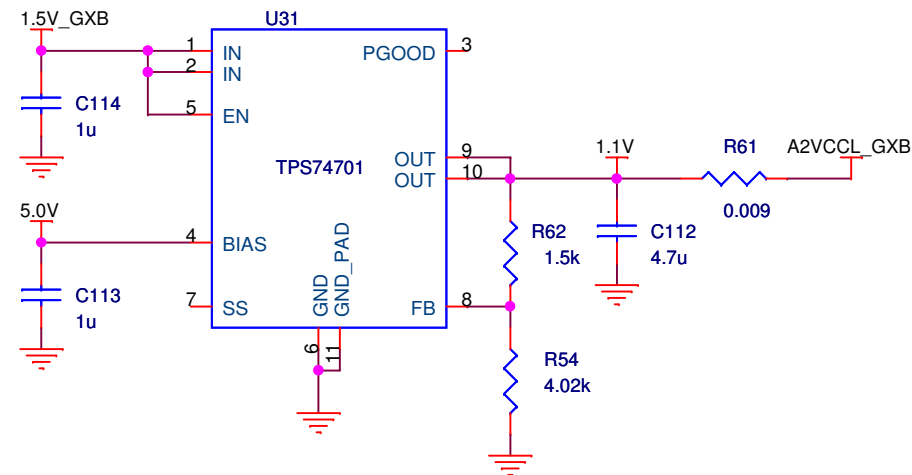 1.5V_GXB
U31
1
IN
PGOOD
3
2
IN
5
EN
C114
1u
TPS74701
OUT
9
OUT
10
1.1V
R61
A2VCCL_GXB
0.009
5.0V
4
BIAS
R62
1.5k
C112
4.7u
C113
1u
7
SS
GND
GND_PAD
FB
8
6
11
R54
4.02k